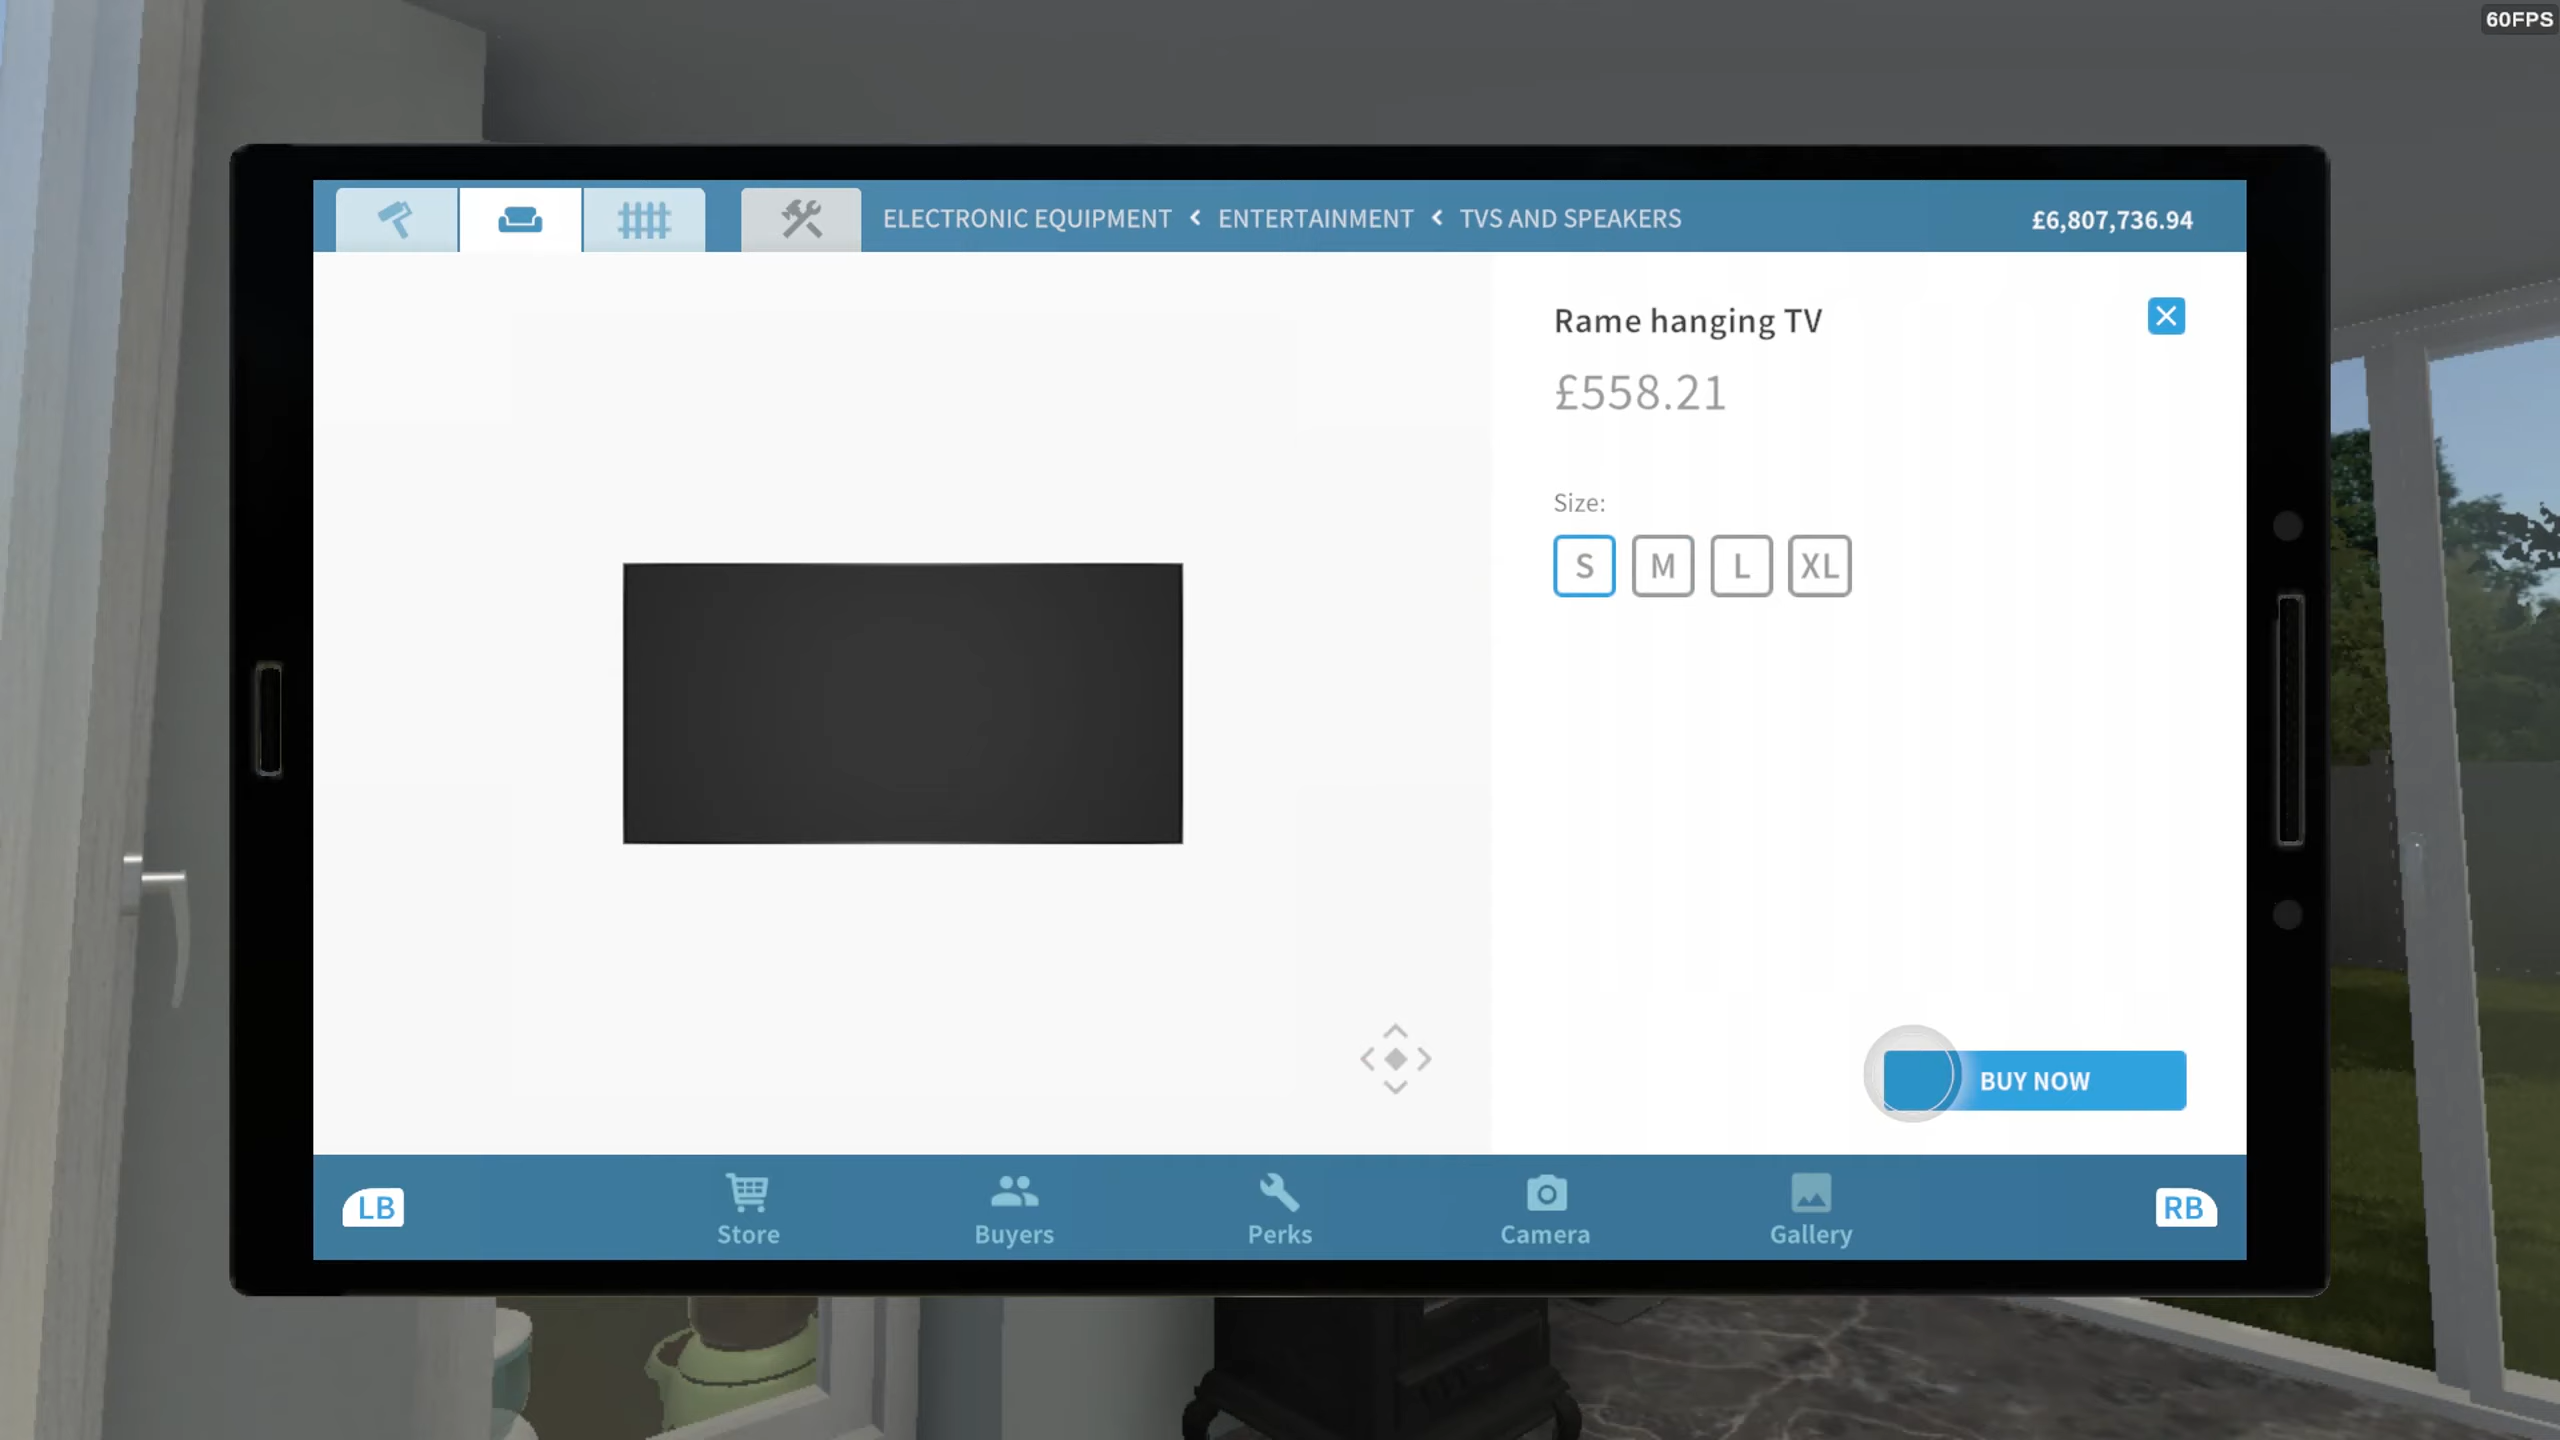 60FPS
ELECTRONIC EQUIPMENT < ENTERTAINMENT < TVS AND SPEAKERS
£6,807,736.94
Rame hanging TV
£558.21
Size:
S M L XL
BUY NOW
LB
Store
Buyers
Perks
Camera
Gallery
RB